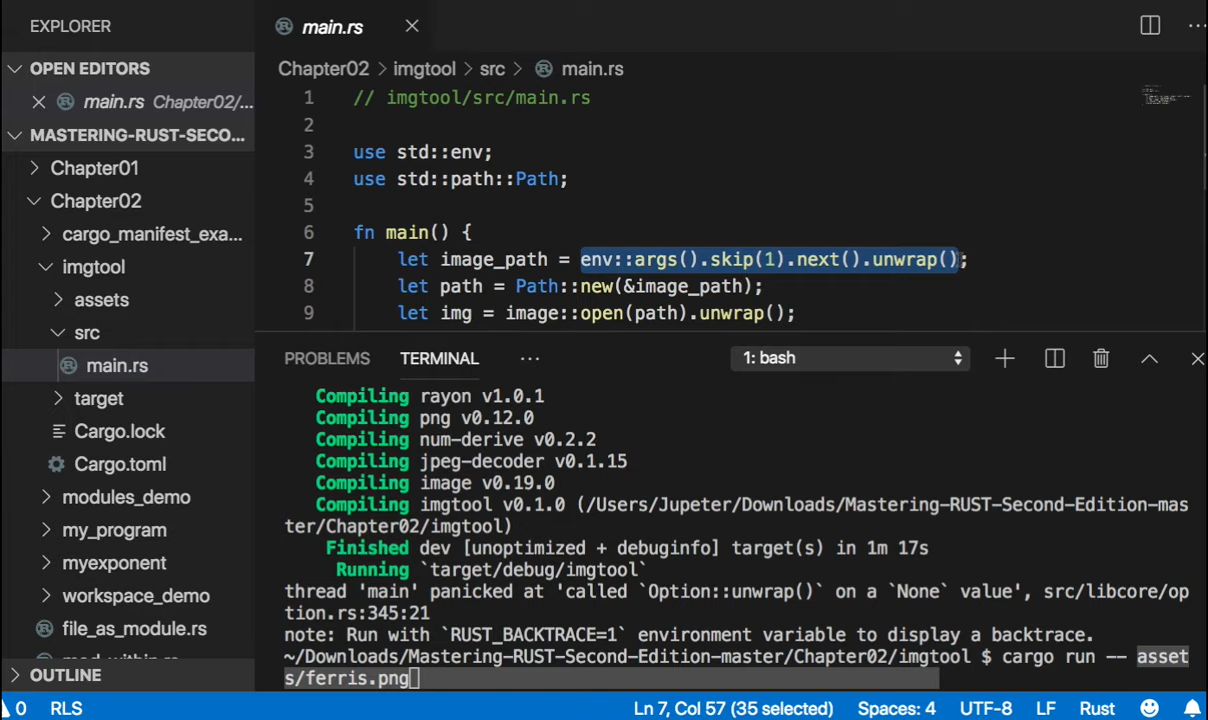 EXPLORER
main.rs
OPEN EDITORS
main.rs Chapter02/...
MASTERING-RUST-SECO...
Chapter01
Chapter02
cargo_manifest_exa...
imgtool
assets
src
main.rs
target
Cargo.lock
Cargo.toml
modules_demo
my_program
myexponent
workspace_demo
file_as_module.rs
OUTLINE
Chapter02 > imgtool > src > main.rs
1 // imgtool/src/main.rs
2
3 use std::env;
4 use std::path::Path;
5
6 fn main() {
7 let image_path = env::args().skip(1).next().unwrap();
8 let path = Path::new(&image_path);
9 let img = image::open(path).unwrap();
PROBLEMS TERMINAL ... 1: bash
Compiling rayon v1.0.1
Compiling png v0.12.0
Compiling num-derive v0.2.2
Compiling jpeg-decoder v0.1.15
Compiling image v0.19.0
Compiling imgtool v0.1.0 (/Users/Jupeter/Downloads/Mastering-RUST-Second-Edition-mas
ter/Chapter02/imgtool)
Finished dev [unoptimized + debuginfo] target(s) in 1m 17s
Running `target/debug/imgtool`
thread 'main' panicked at 'called `Option::unwrap()` on a `None` value', src/libcore/op
tion.rs:345:21
note: Run with `RUST_BACKTRACE=1` environment variable to display a backtrace.
~/Downloads/Mastering-RUST-Second-Edition-master/Chapter02/imgtool $ cargo run -- asset
s/ferris.png
0 RLS Ln 7, Col 57 (35 selected) Spaces: 4 UTF-8 LF Rust